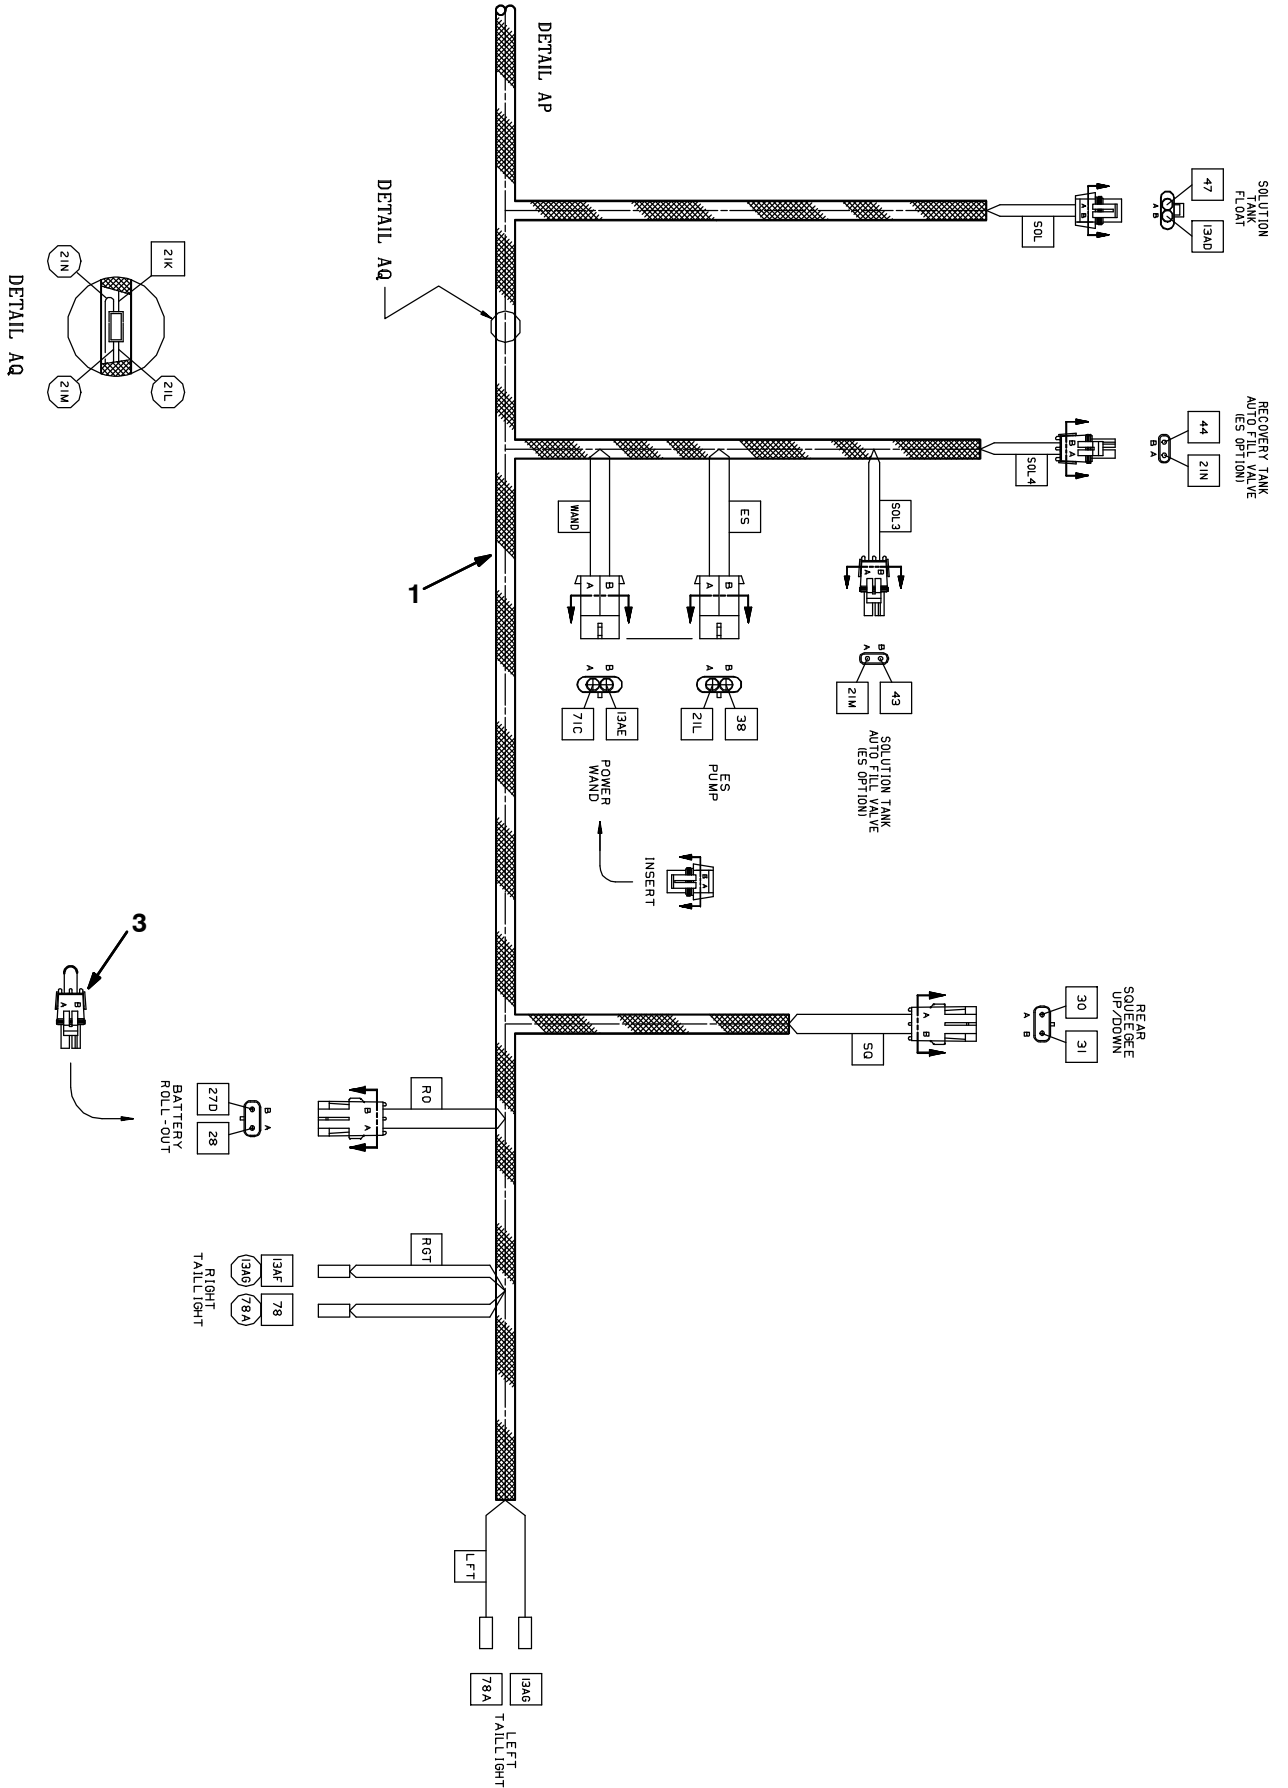 DETAIL AP
SOLUTION
TANK
FLOAT
47
13AD
A B
SOL
A B
DETAIL AQ
RECOVERY TANK
AUTO FILL VALVE
(ES OPTION)
44
21N
B A
SOL4
B A
SOL3
A B
A B
21M
43
SOLUTION TANK
AUTO FILL VALVE
(ES OPTION)
ES
A B
A B
21L
38
ES
PUMP
WAND
A B
A B
71C
13AE
POWER
WAND
INSERT
B A
1
REAR
SQUEEGEE
UP/DOWN
30
31
A B
SQ
A B
RO
B A
B A
27D
28
BATTERY
ROLL-OUT
3
A B
RGT
13AF
78
13AG
78A
RIGHT
TAILLIGHT
LFT
13AG
78A
LEFT
TAILLIGHT
21K
21L
21N
21M
DETAIL AQ